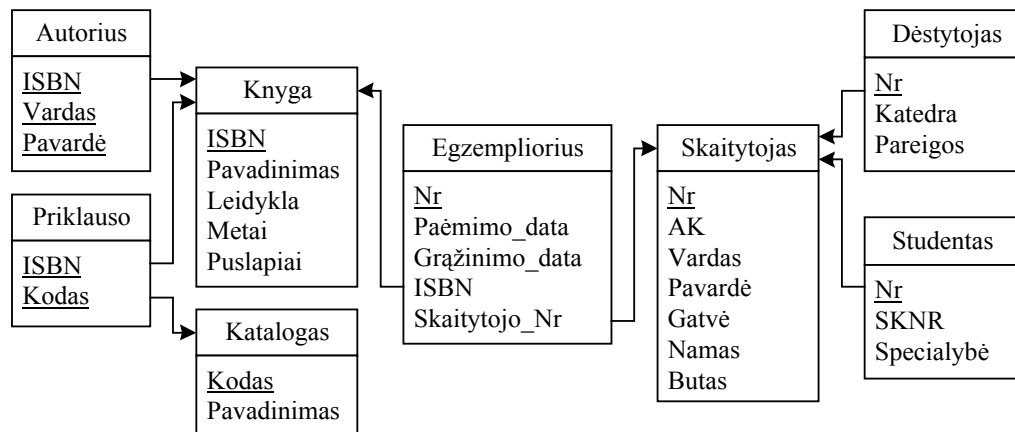 Autorius
ISBN
Vardas
Pavardė
Priklauso
ISBN
Kodas
Knyga
ISBN
Pavadinimas
Leidykla
Metai
Puslapiai
Katalogas
Kodas
Pavadinimas
Egzempliorius
Nr
Paėmimo_data
Grąžinimo_data
ISBN
Skaitytojo_Nr
Skaitytojas
Nr
AK
Vardas
Pavardė
Gatvė
Namas
Butas
Dėstytojas
Nr
Katedra
Pareigos
Studentas
Nr
SKNR
Specialybė